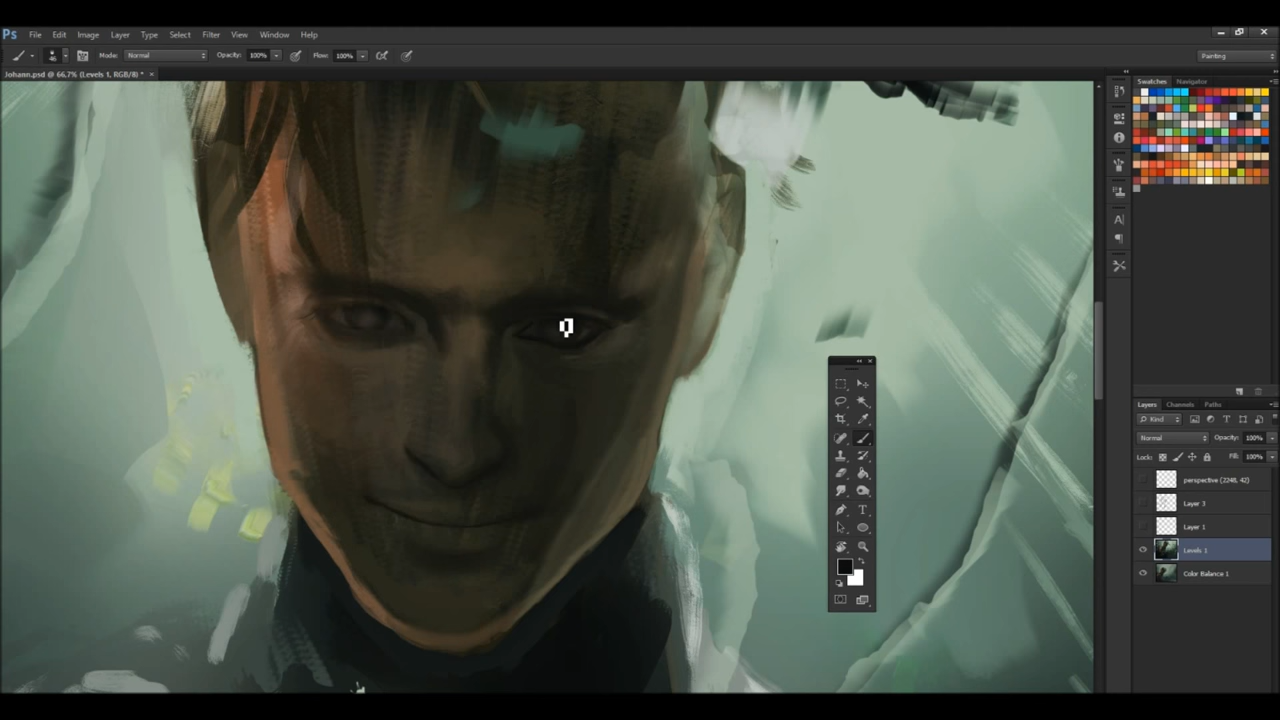 Ps File Edit Image Layer Type Select Filter View Window Help
Mode: Normal Opacity: 100% Flow: 100% Painting
Johann.psd @ 66.7% (Levels 1, RGB/8) * ×
Swatches Navigator
Layers Channels Paths
Kind
Normal Opacity: 100%
Lock: Fill: 100%
perspective (2248, 42)
Layer 3
Layer 1
Levels 1
Color Balance 1